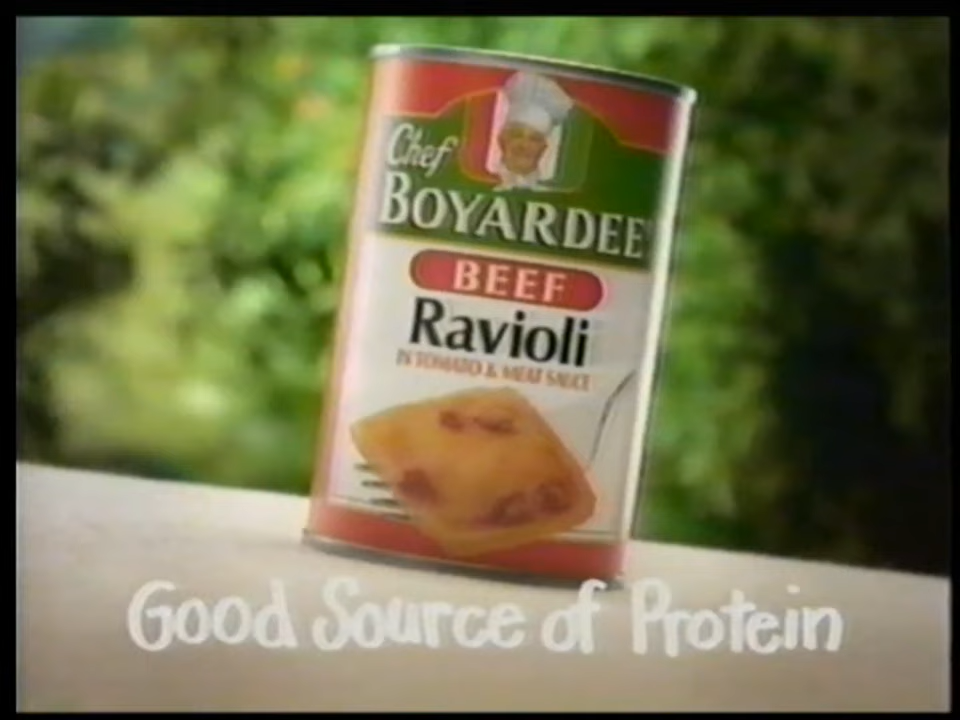 Chef
BOYARDEE
BEEF
Ravioli
IN TOMATO & MEAT SAUCE
Good Source of Protein